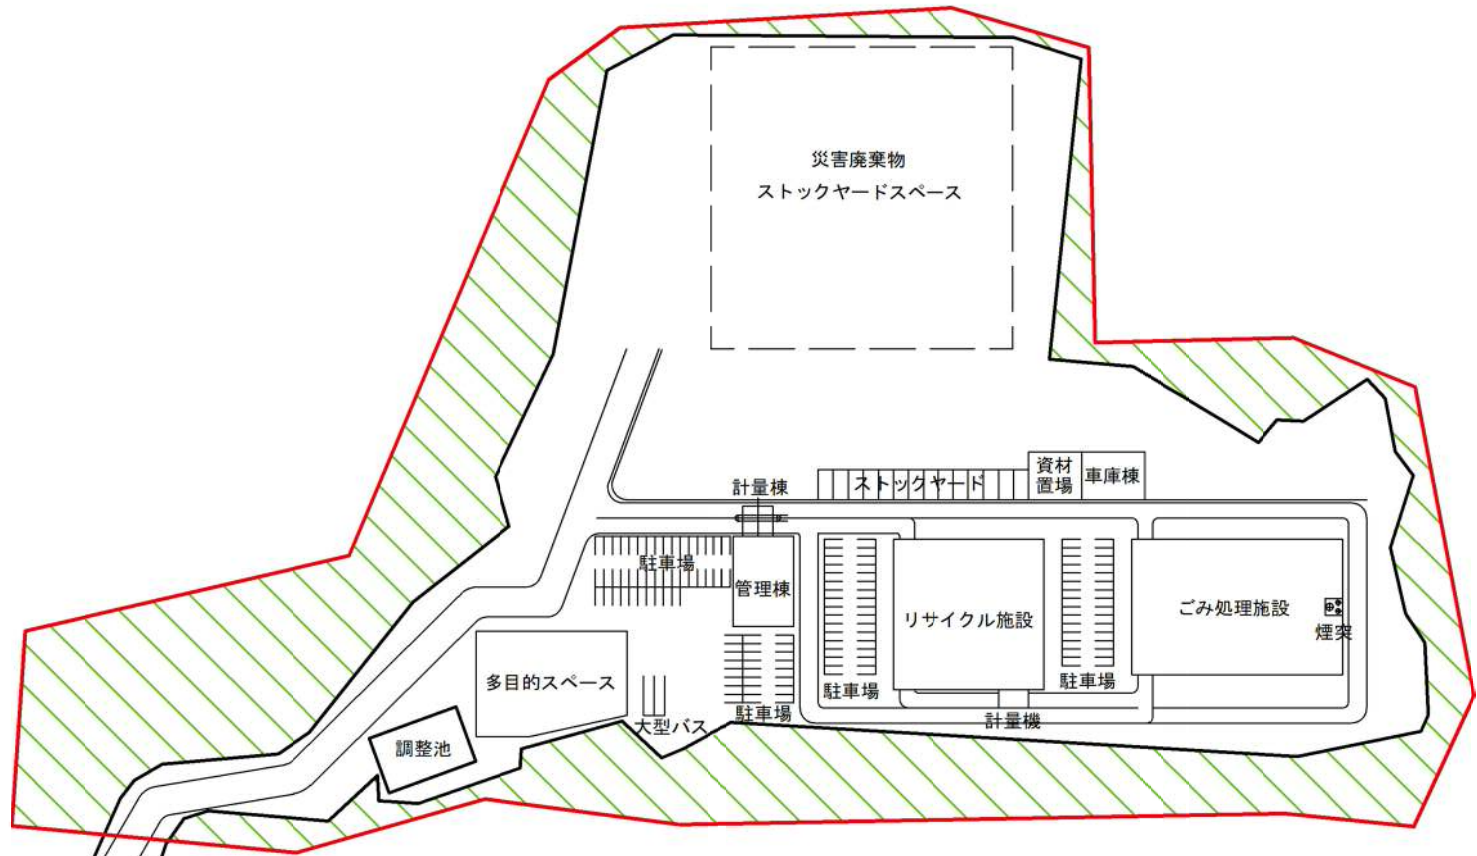 災害廃棄物
ストックヤードスペース
資材
置場
車庫棟
ストックヤード
計量棟
駐車場
管理棟
リサイクル施設
ごみ処理施設
煙突
多目的スペース
駐車場
駐車場
駐車場
大型バス
計量機
調整池